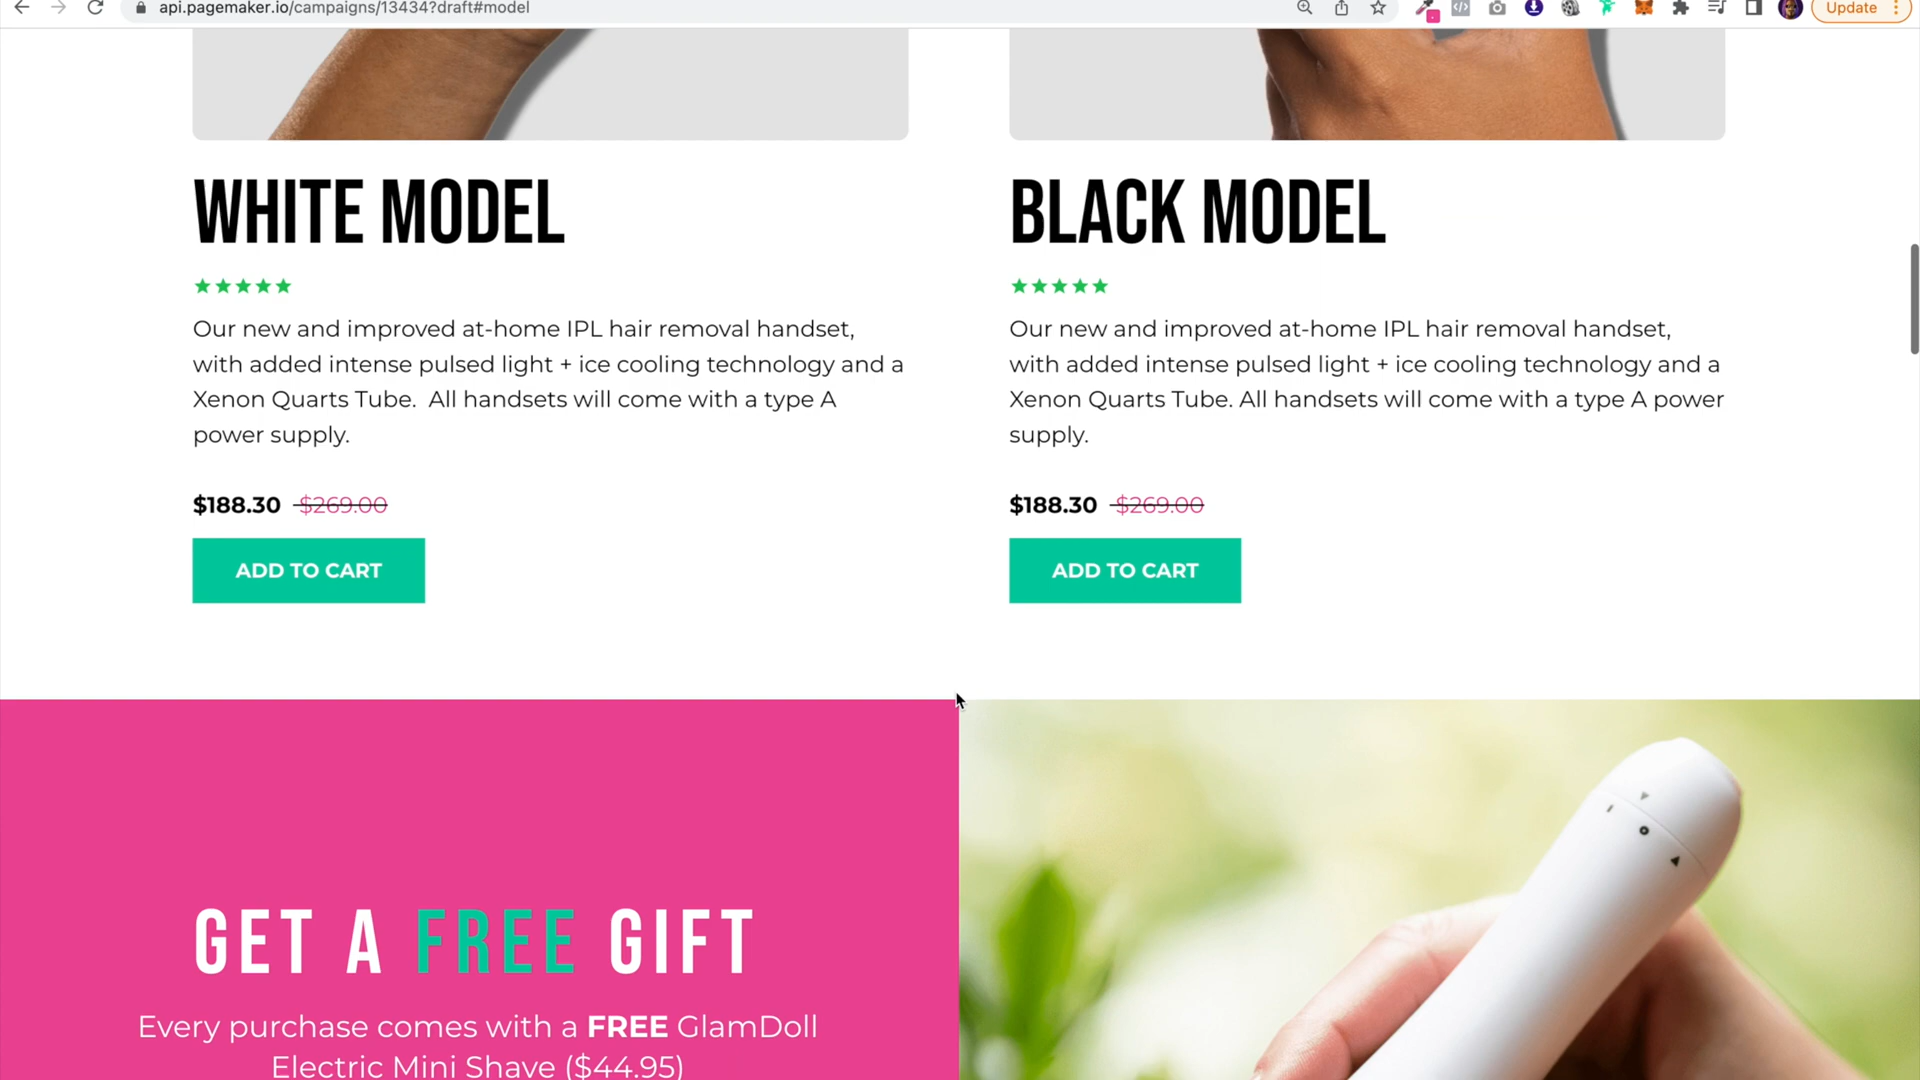 api.pagemaker.io/campaigns/13434?draft#model
Update
WHITE MODEL
Our new and improved at-home IPL hair removal handset,
with added intense pulsed light + ice cooling technology and a
Xenon Quarts Tube.  All handsets will come with a type A
power supply.
$188.30 $269.00
ADD TO CART
BLACK MODEL
Our new and improved at-home IPL hair removal handset,
with added intense pulsed light + ice cooling technology and a
Xenon Quarts Tube. All handsets will come with a type A power
supply.
$188.30 $269.00
ADD TO CART
GET A FREE GIFT
Every purchase comes with a FREE GlamDoll
Electric Mini Shave ($44.95)